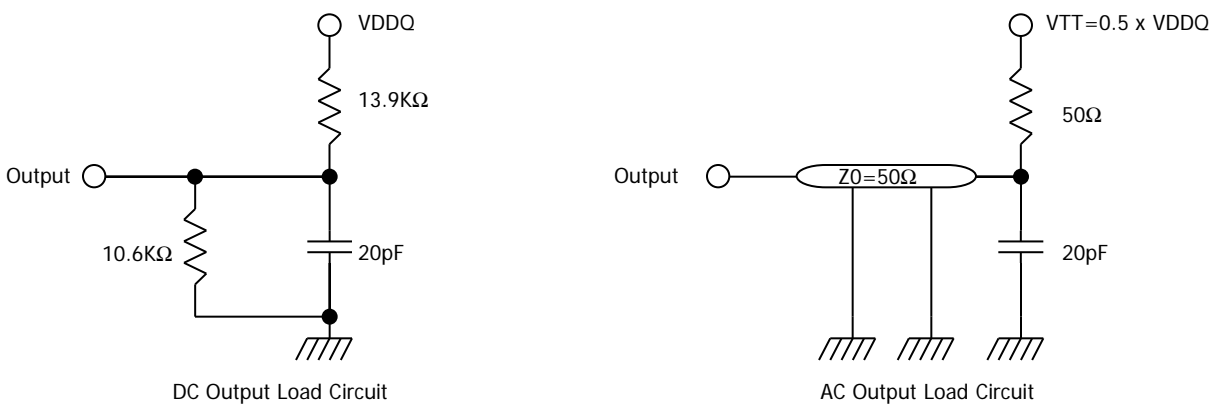 VDDQ
13.9KΩ
Output
10.6KΩ
20pF
DC Output Load Circuit
VTT=0.5 x VDDQ
50Ω
Output
Z0=50Ω
20pF
AC Output Load Circuit